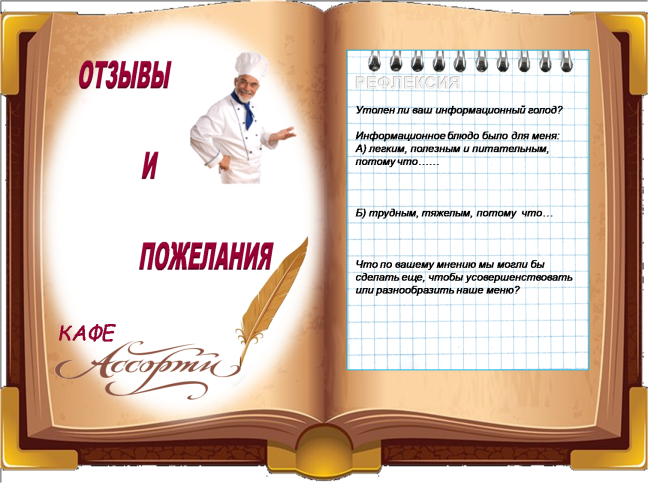 ОТЗЫВЫ
И
ПОЖЕЛАНИЯ
КАФЕ
Ассорти
РЕФЛЕКСИЯ
Утолен ли ваш информационный голод?
Информационное блюдо было для меня:
А) легким, полезным и питательным,
потому что……
Б) трудным, тяжелым, потому что…
Что по вашему мнению мы могли бы
сделать еще, чтобы усовершенствовать
или разнообразить наше меню?